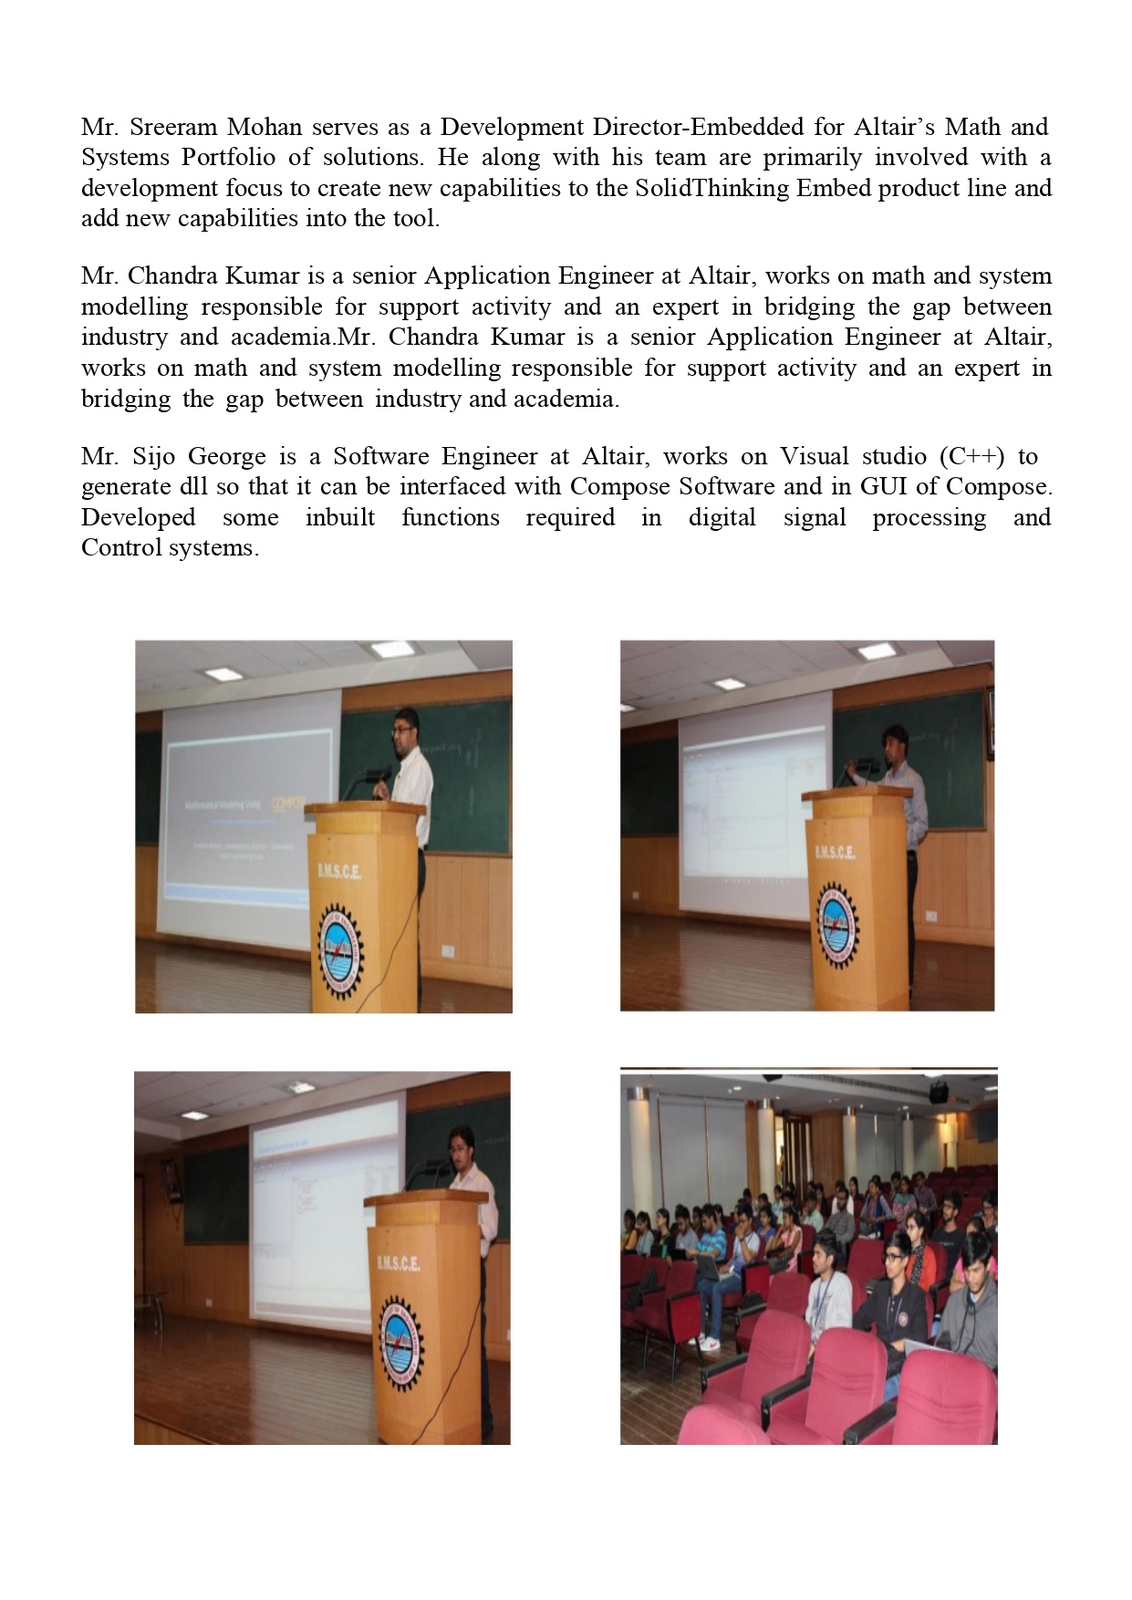 Mr. Sreeram Mohan serves as a Development Director-Embedded for Altair’s Math and
Systems Portfolio of solutions. He along with his team are primarily involved with a
development focus to create new capabilities to the SolidThinking Embed product line and
add new capabilities into the tool.
Mr. Chandra Kumar is a senior Application Engineer at Altair, works on math and system
modelling responsible for support activity and an expert in bridging the gap between
industry and academia.Mr. Chandra Kumar is a senior Application Engineer at Altair,
works on math and system modelling responsible for support activity and an expert in
bridging the gap between industry and academia.
Mr. Sijo George is a Software Engineer at Altair, works on Visual studio (C++) to
generate dll so that it can be interfaced with Compose Software and in GUI of Compose.
Developed some inbuilt functions required in digital signal processing and
Control systems.
Mathematical Modeling Using COMPOSE
B.M.S.C.E.
B.M.S.C.E.
B.M.S.C.E.